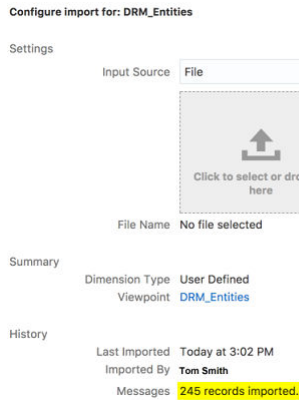 Configure import for: DRM_Entities
Settings
Input Source File
Click to select or dro
here
File Name No file selected
Summary
Dimension Type User Defined
Viewpoint DRM_Entities
History
Last Imported Today at 3:02 PM
Imported By Tom Smith
Messages 245 records imported.